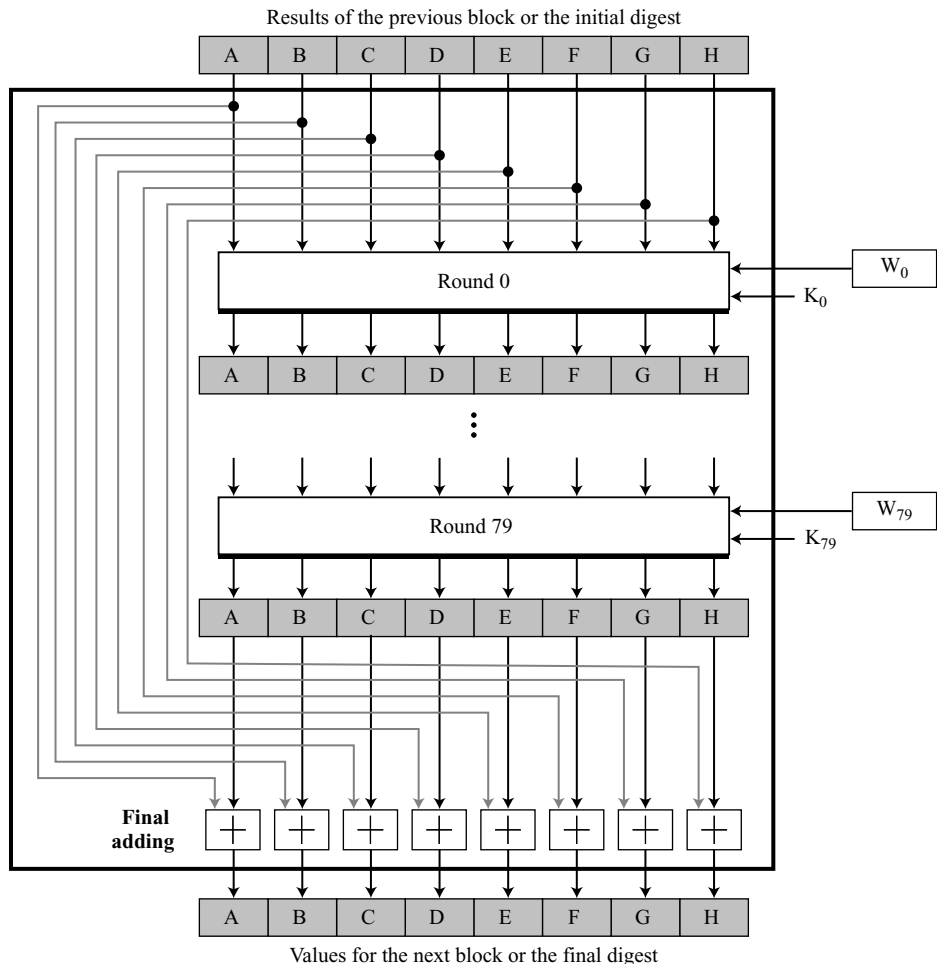 Results of the previous block or the initial digest
A B C D E F G H
Round 0
W₀
K₀
A B C D E F G H
Round 79
W₇₉
K₇₉
A B C D E F G H
Final
adding
A B C D E F G H
Values for the next block or the final digest